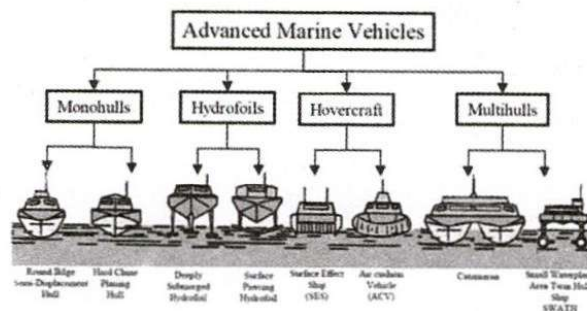 Advanced Marine Vehicles
Monohulls
Hydrofoils
Hovercraft
Multihulls
Round Bilge
Semi-Displacement
Hull
Hard Chine
Planing
Hull
Deeply
Submerged
Hydrofoil
Surface
Piercing
Hydrofoil
Surface Effect
Ship
(SES)
Air cushion
Vehicle
(ACV)
Catamaran
Small Waterplane
Area Twin Hull
Ship
SWATH